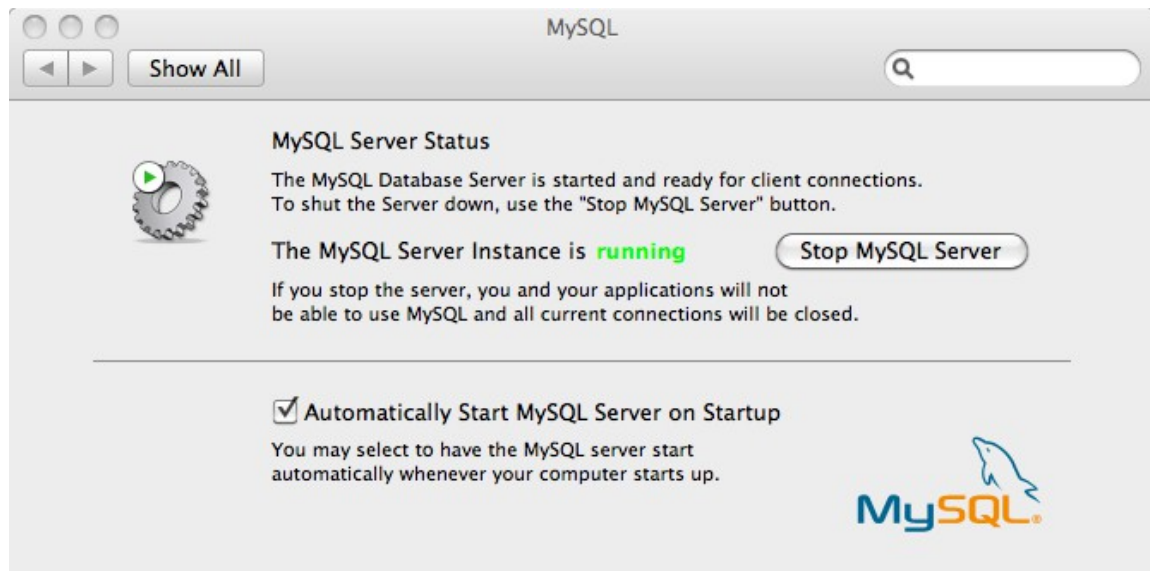 MySQL
Show All
MySQL Server Status
The MySQL Database Server is started and ready for client connections.
To shut the Server down, use the "Stop MySQL Server" button.
The MySQL Server Instance is running
Stop MySQL Server
If you stop the server, you and your applications will not
be able to use MySQL and all current connections will be closed.
Automatically Start MySQL Server on Startup
You may select to have the MySQL server start
automatically whenever your computer starts up.
MySQL®